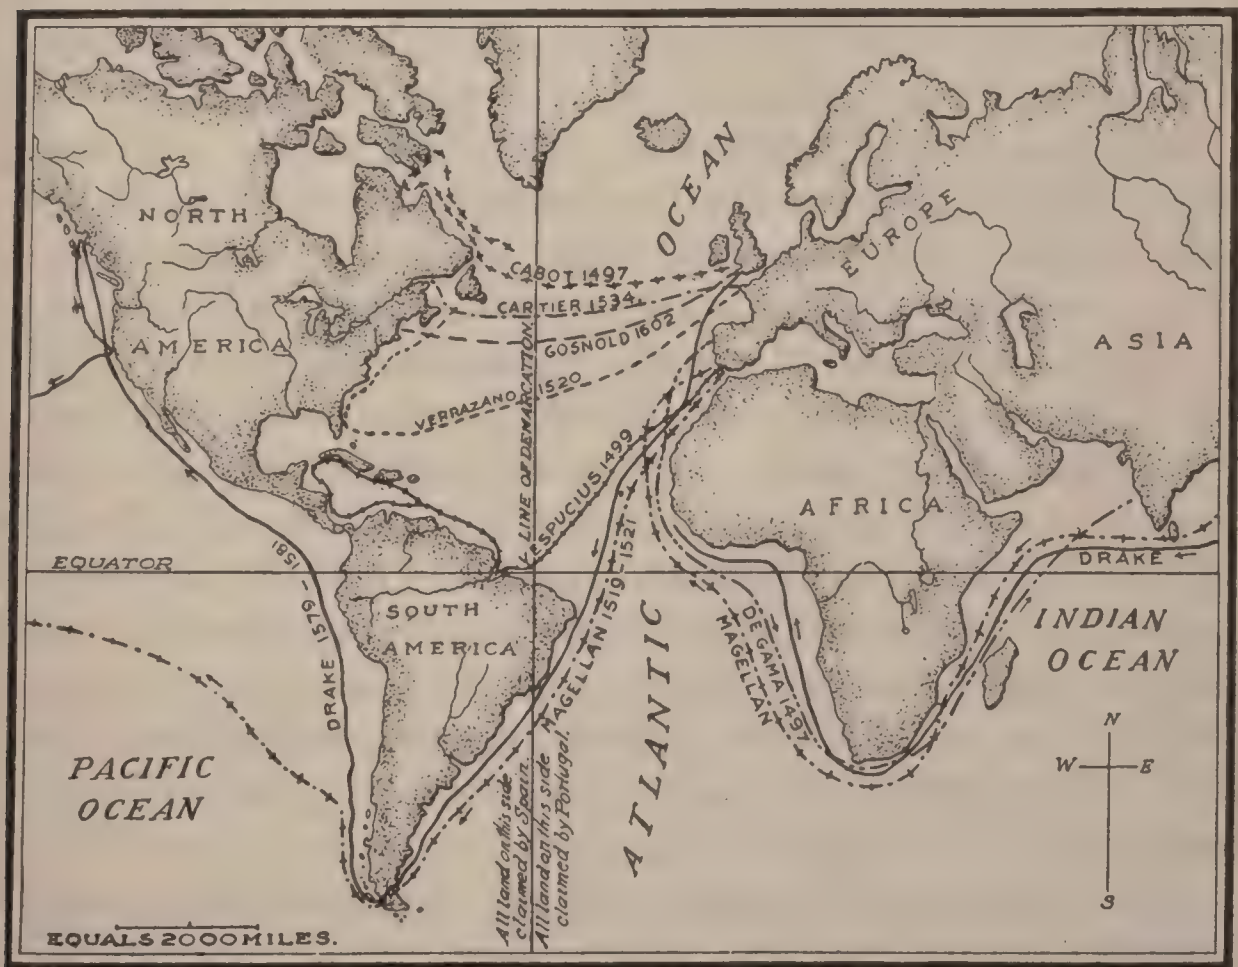 OCEAN
NORTH
EUROPE
CABOT 1497
CARTIER 1534.
GOSNOLD 1602
AMERICA
ASIA
VERRAZANO 1520
LINE OF DEMARCATION
VESPUCIUS 1499
AFRICA
DRAKE
EQUATOR
DRAKE 1579-1581
SOUTH
AMERICA
MAGELLAN 1519-1521
ATLANTIC
DE GAMA 1497
MAGELLAN
INDIAN
OCEAN
PACIFIC
OCEAN
N
W E
S
All land on this side
claimed by Spain.
All land on this side
claimed by Portugal.
EQUALS 2000 MILES.